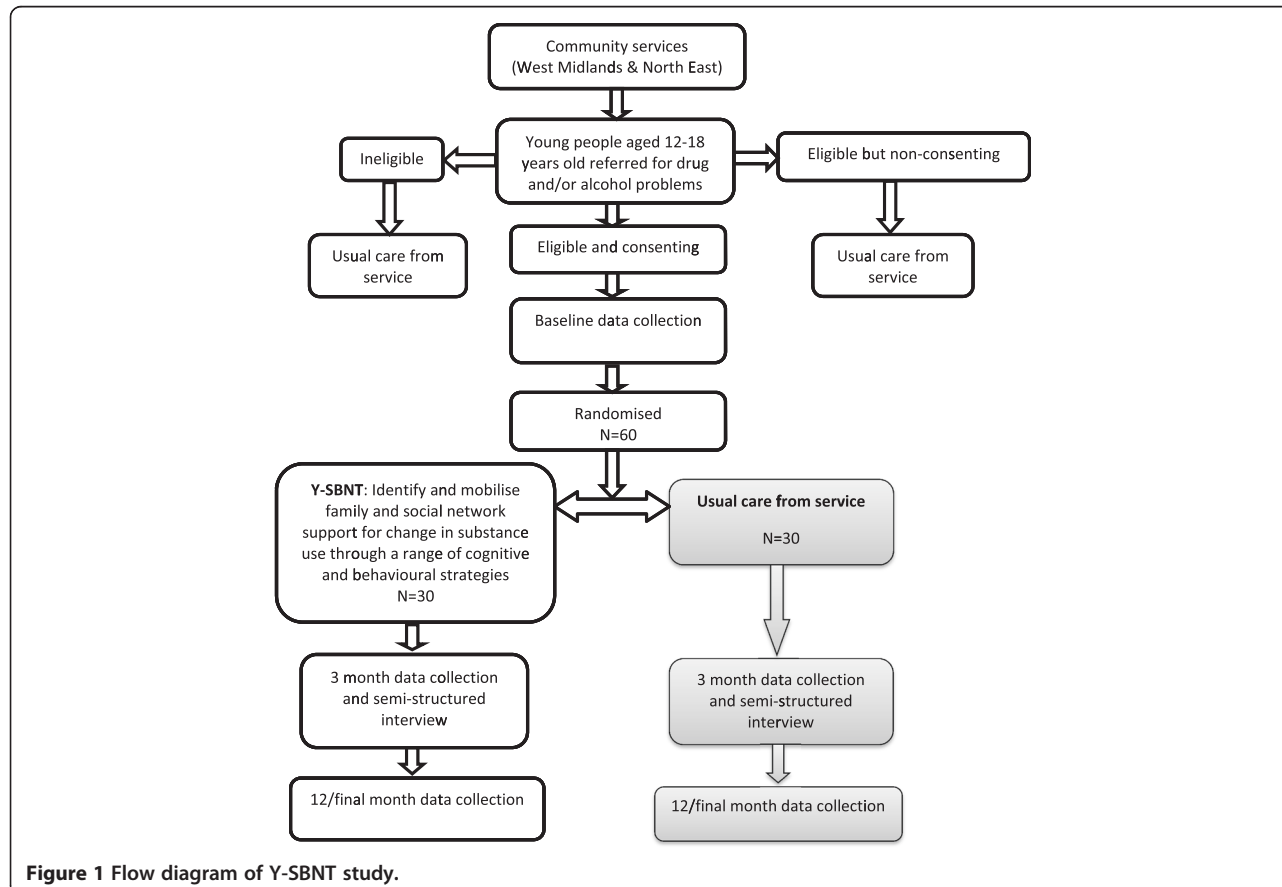 Community services
(West Midlands & North East)
Young people aged 12-18
years old referred for drug
and/or alcohol problems
Ineligible
Eligible but non-consenting
Usual care from
service
Eligible and consenting
Usual care from
service
Baseline data collection
Randomised
N=60
Y-SBNT: Identify and mobilise
family and social network
support for change in substance
use through a range of cognitive
and behavioural strategies
N=30
Usual care from service
N=30
3 month data collection
and semi-structured
interview
3 month data collection
and semi-structured
interview
12/final month data collection
12/final month data collection
Figure 1 Flow diagram of Y-SBNT study.